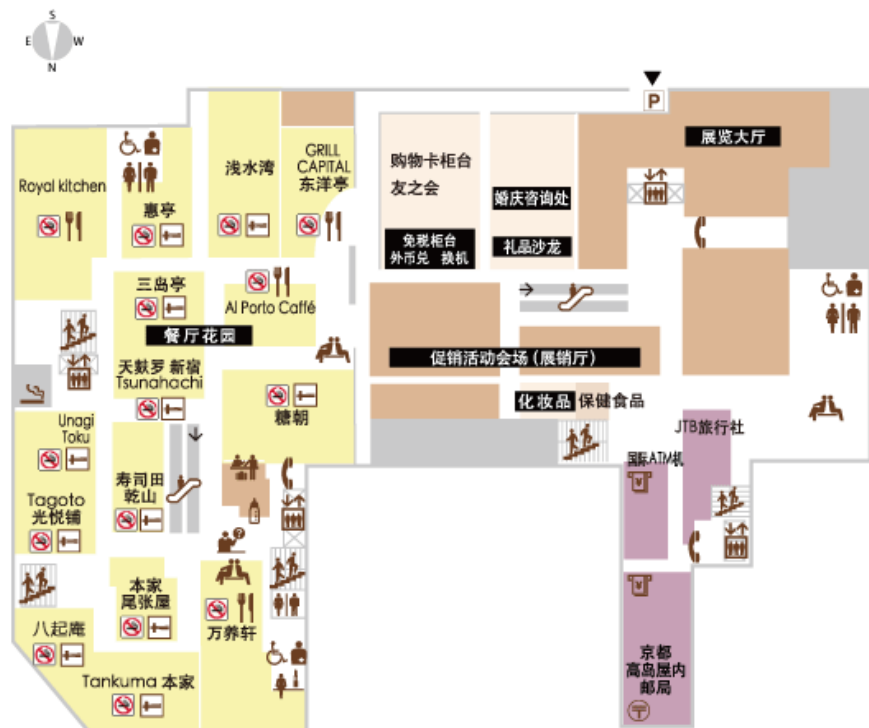 S
E
W
N
P
展览大厅
Royal kitchen
惠亭
浅水湾
GRILL
CAPITAL
东洋亭
购物卡柜台
友之会
婚庆咨询处
免税柜台
外币兑 换机
礼品沙龙
三岛亭
Al Porto Caffé
餐厅花园
天麸罗 新宿
Tsunahachi
糖朝
促销活动会场(展销厅)
化妆品 保健食品
Unagi
Toku
寿司田
乾山
Tagoto
光悦铺
JTB旅行社
国际ATM机
本家
尾张屋
万养轩
八起庵
Tankuma 本家
京都
高岛屋内
邮局